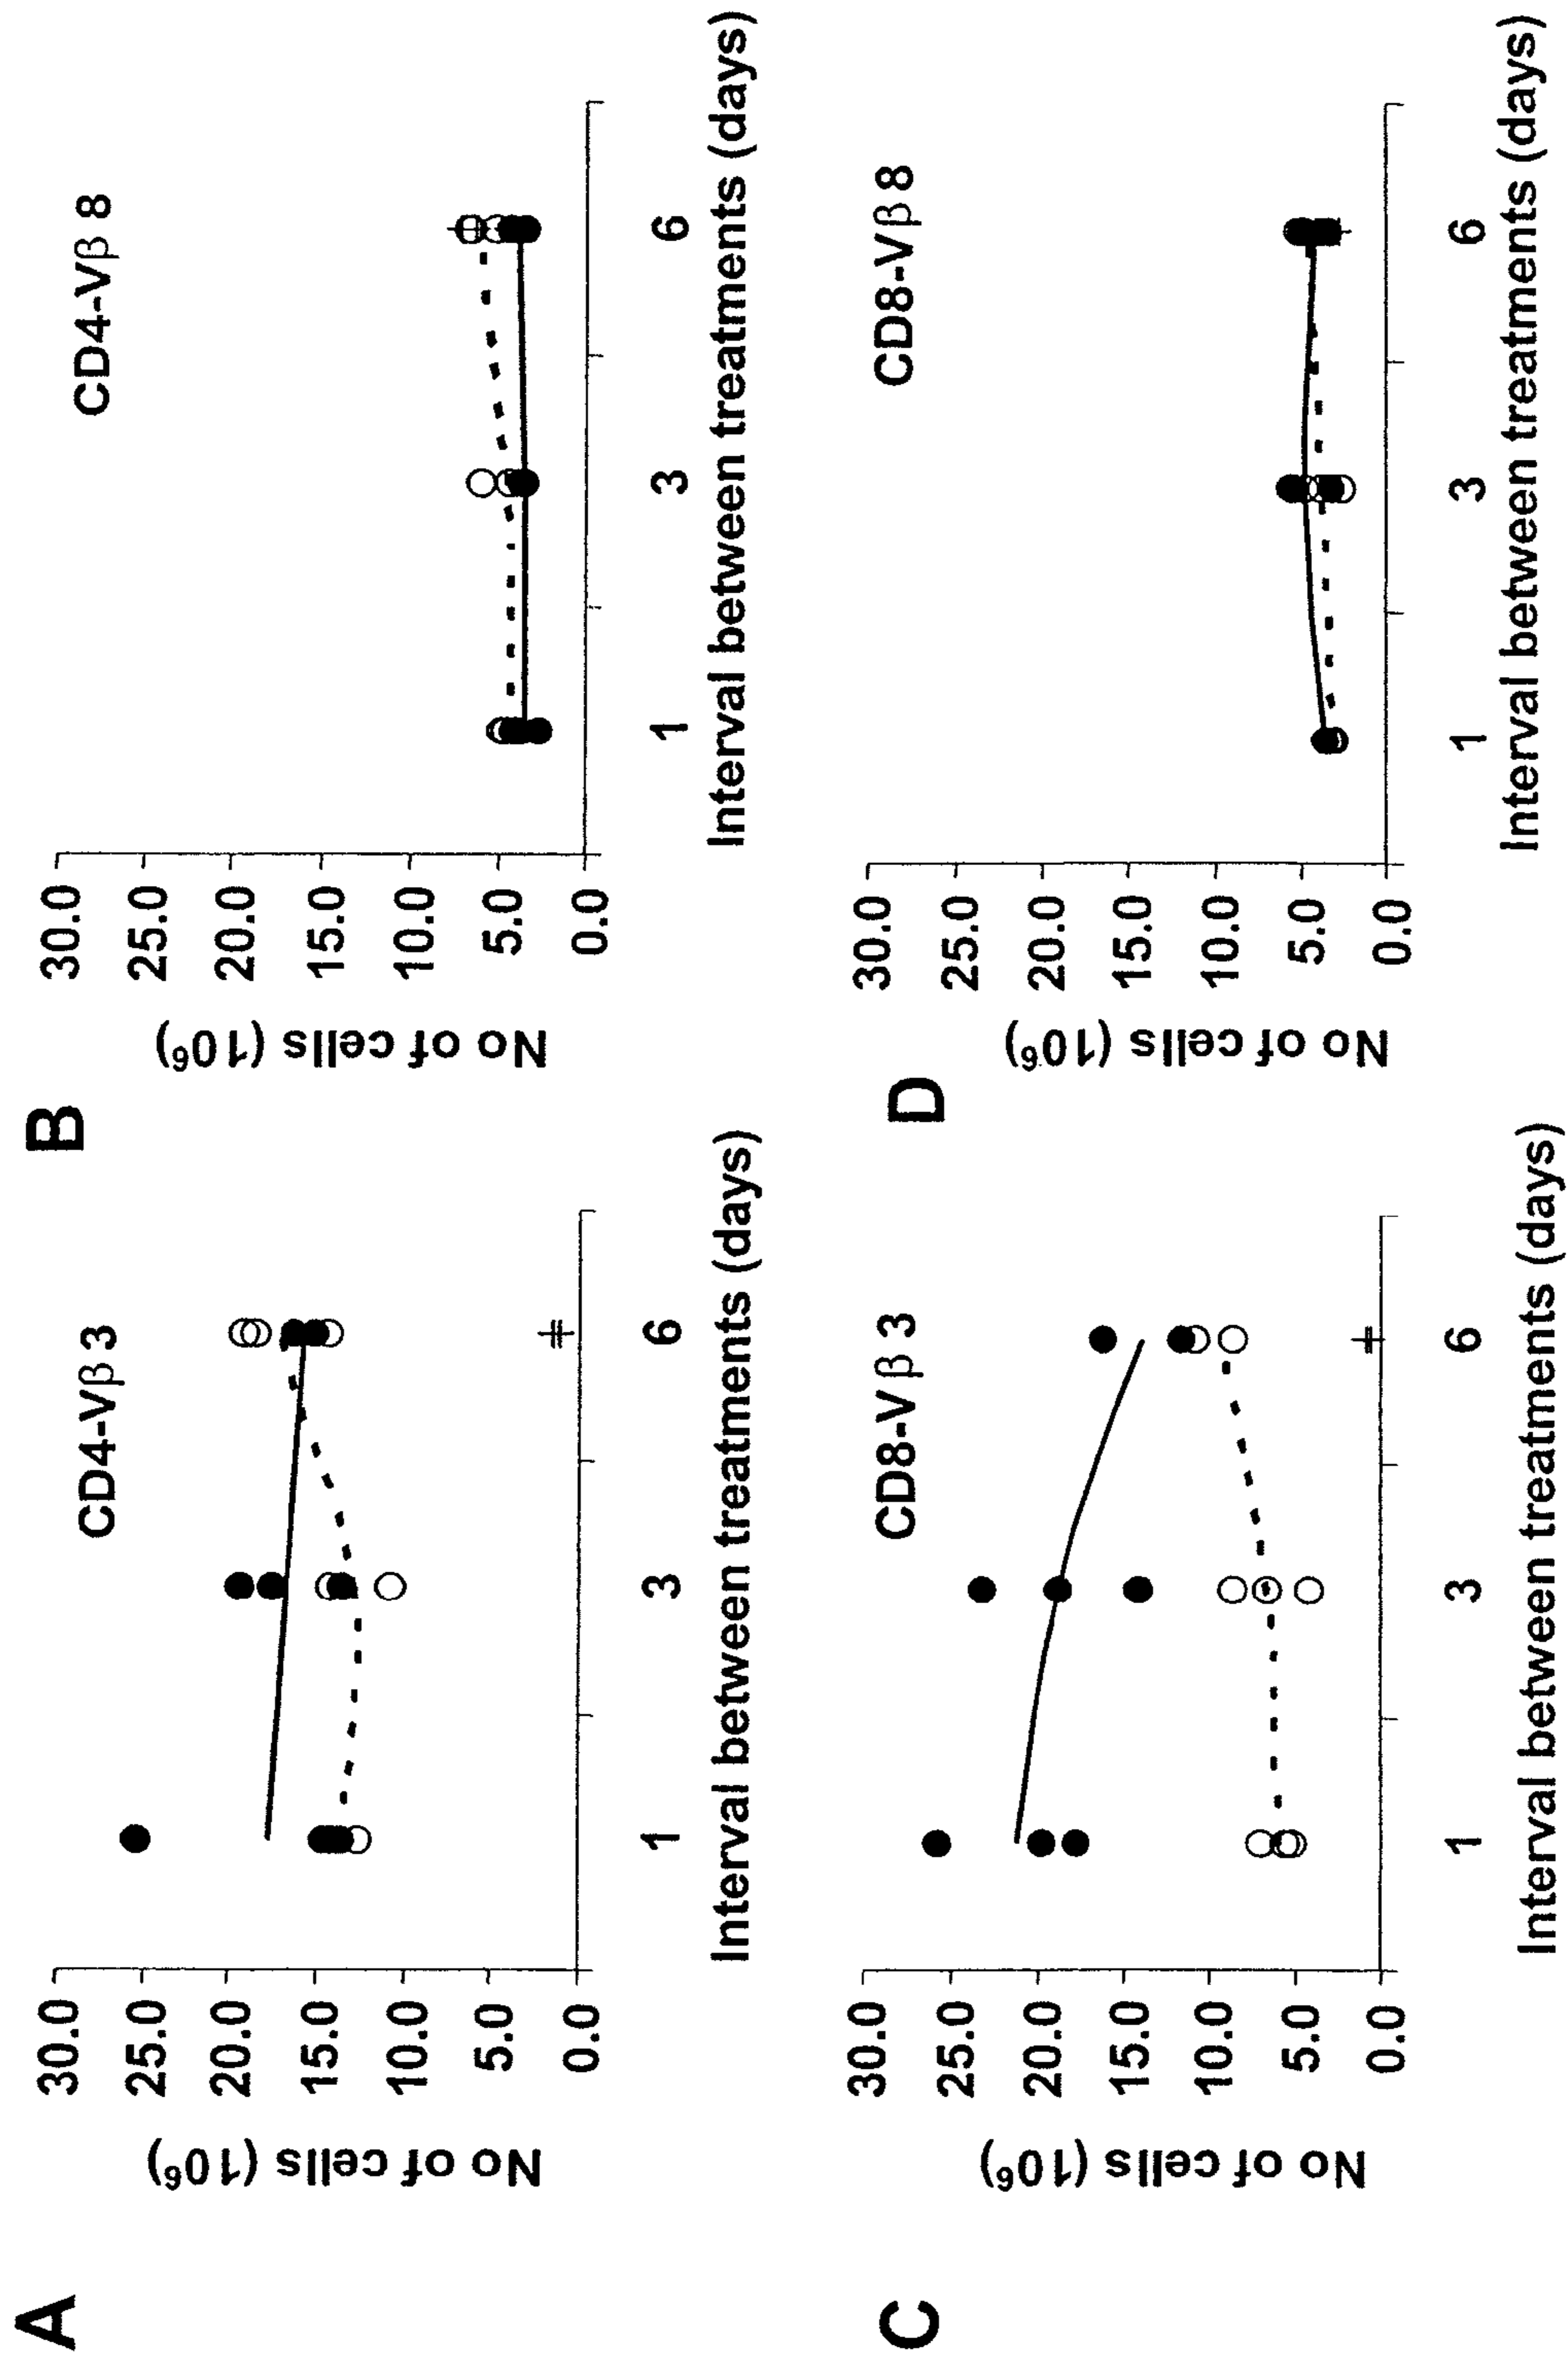 A
CD4-Vβ 3
No of cells (10⁶)
30.0
25.0
20.0
15.0
10.0
5.0
0.0
1 3 6
Interval between treatments (days)
B
CD4-Vβ 8
No of cells (10⁶)
30.0
25.0
20.0
15.0
10.0
5.0
0.0
1 3 6
Interval between treatments (days)
C
CD8-Vβ 3
No of cells (10⁶)
30.0
25.0
20.0
15.0
10.0
5.0
0.0
1 3 6
Interval between treatments (days)
D
CD8-Vβ 8
No of cells (10⁶)
30.0
25.0
20.0
15.0
10.0
5.0
0.0
1 3 6
Interval between treatments (days)